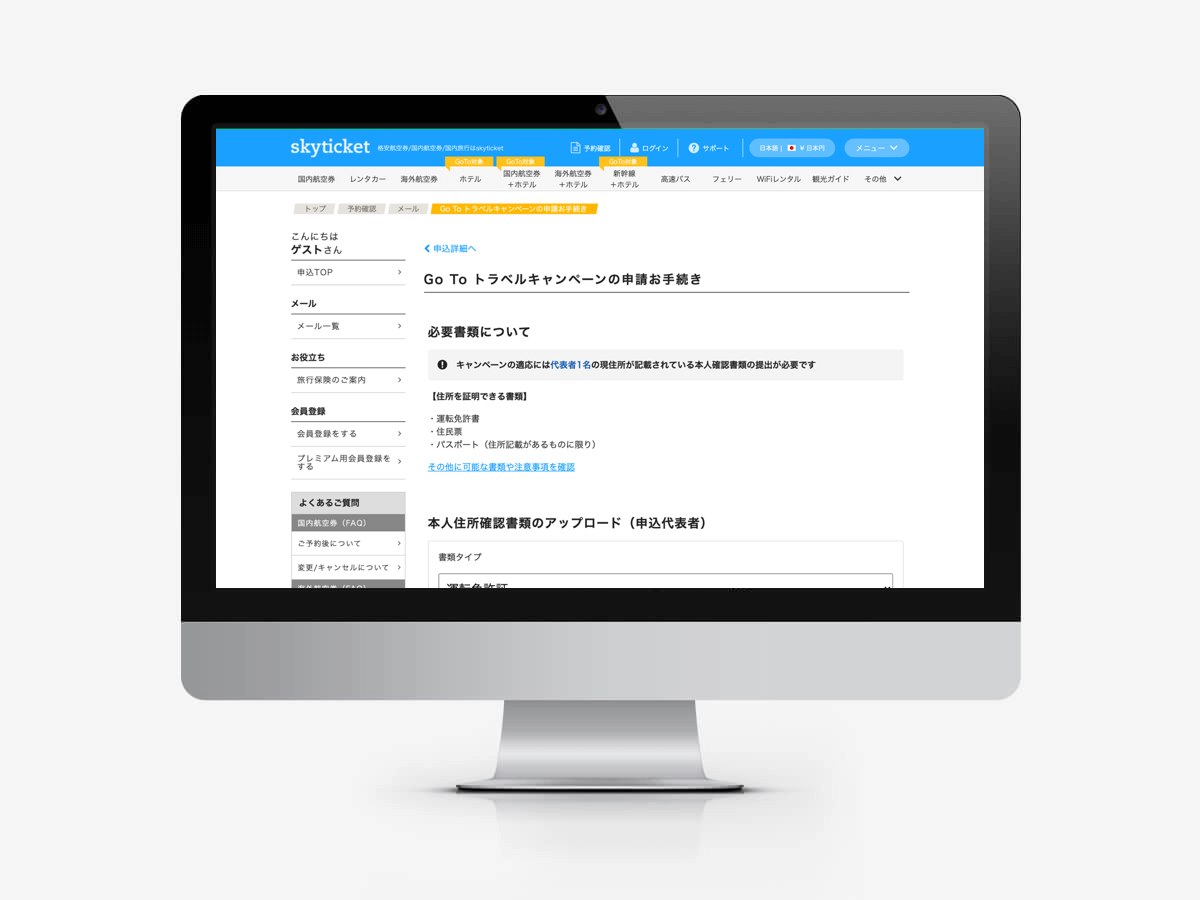 skyticket 格安航空券/国内航空券/国内旅行はskyticket 予約確認 ログイン サポート 日本語 | ¥ 日本円 メニュー
GoTo対象 GoTo対象 GoTo対象
国内航空券 レンタカー 海外航空券 ホテル 国内航空券+ホテル 海外航空券+ホテル 新幹線+ホテル 高速バス フェリー WiFiレンタル 観光ガイド その他
トップ 予約確認 メール Go To トラベルキャンペーンの申請お手続き
こんにちは
ゲストさん
申込TOP
メール
メール一覧
お役立ち
旅行保険のご案内
会員登録
会員登録をする
プレミアム用会員登録を
する
よくあるご質問
国内航空券(FAQ)
ご予約後について
変更/キャンセルについて
海外航空券(FAQ)
申込詳細へ
Go To トラベルキャンペーンの申請お手続き
必要書類について
キャンペーンの適応には代表者1名の現住所が記載されている本人確認書類の提出が必要です
【住所を証明できる書類】
・運転免許書
・住民票
・パスポート(住所記載があるものに限り)
その他に可能な書類や注意事項を確認
本人住所確認書類のアップロード(申込代表者)
書類タイプ
運転免許証